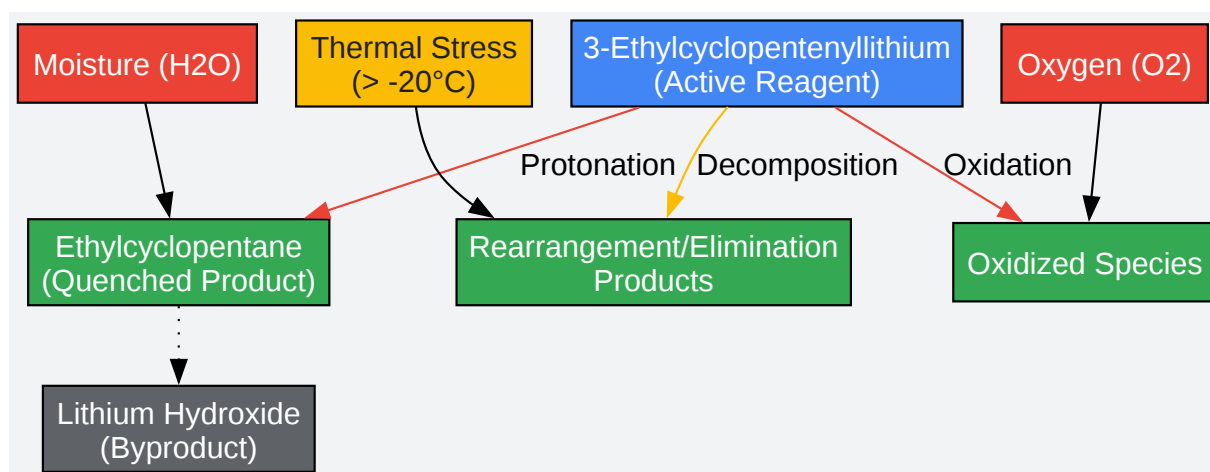 Moisture (H2O)
Thermal Stress
(> -20°C)
3-Ethylcyclopentenyllithium
(Active Reagent)
Oxygen (O2)
Protonation
Decomposition
Oxidation
Ethylcyclopentane
(Quenched Product)
Rearrangement/Elimination
Products
Oxidized Species
Lithium Hydroxide
(Byproduct)